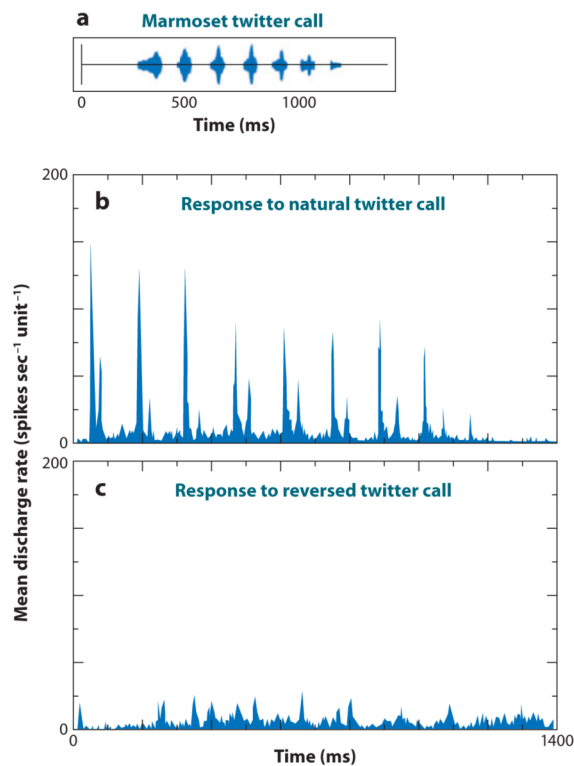 a
Marmoset twitter call
0 500 1000
Time (ms)
200
b
Response to natural twitter call
0
Mean discharge rate (spikes sec⁻¹ unit⁻¹)
200
c
Response to reversed twitter call
0
0 1400
Time (ms)